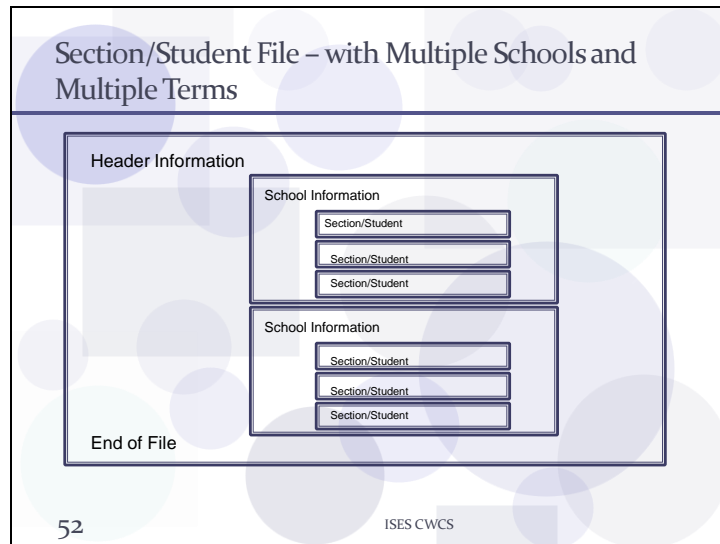 Section/Student File – with Multiple Schools and
Multiple Terms
Header Information
School Information
Section/Student
Section/Student
Section/Student
School Information
Section/Student
Section/Student
Section/Student
End of File
52
ISES CWCS